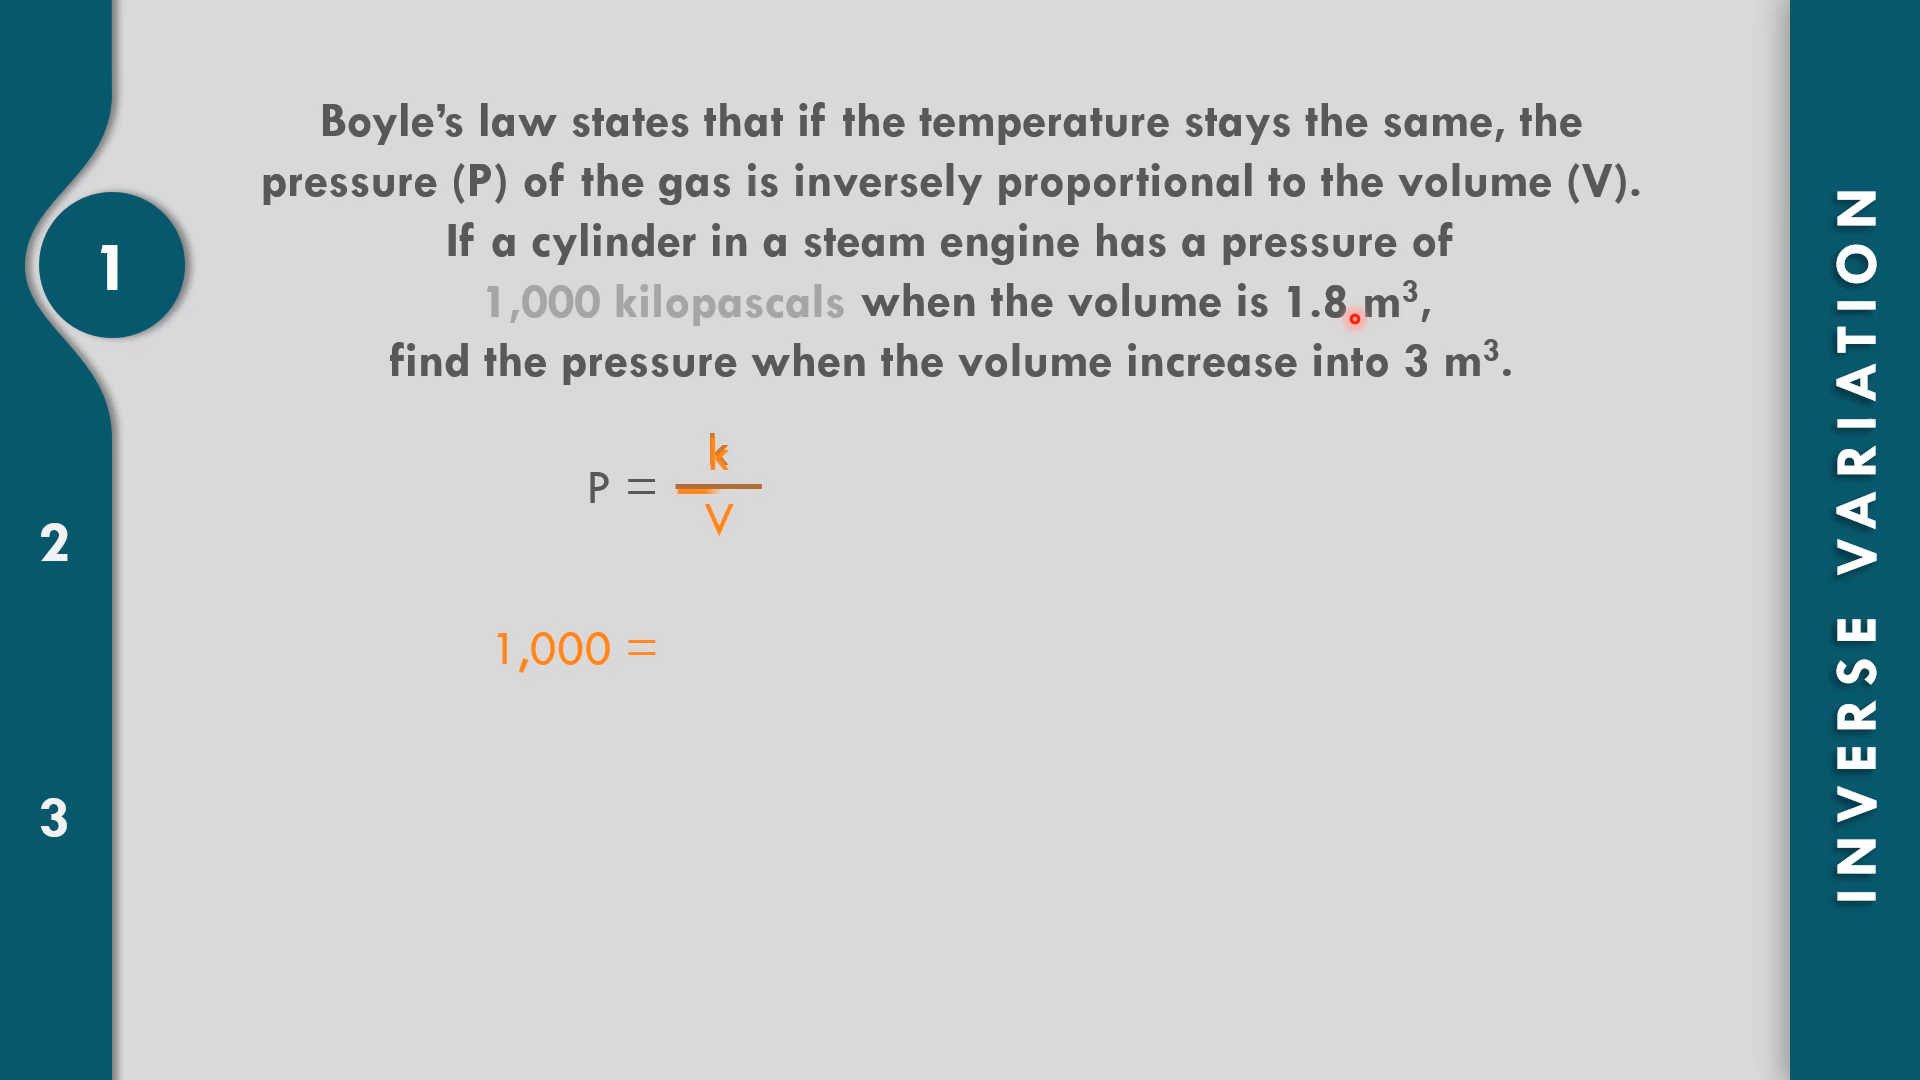 Boyle’s law states that if the temperature stays the same, the
pressure (P) of the gas is inversely proportional to the volume (V).
If a cylinder in a steam engine has a pressure of
1,000 kilopascals when the volume is 1.8 m³,
find the pressure when the volume increase into 3 m³.
1
2
3
P = k
V
1,000 =
INVERSE VARIATION